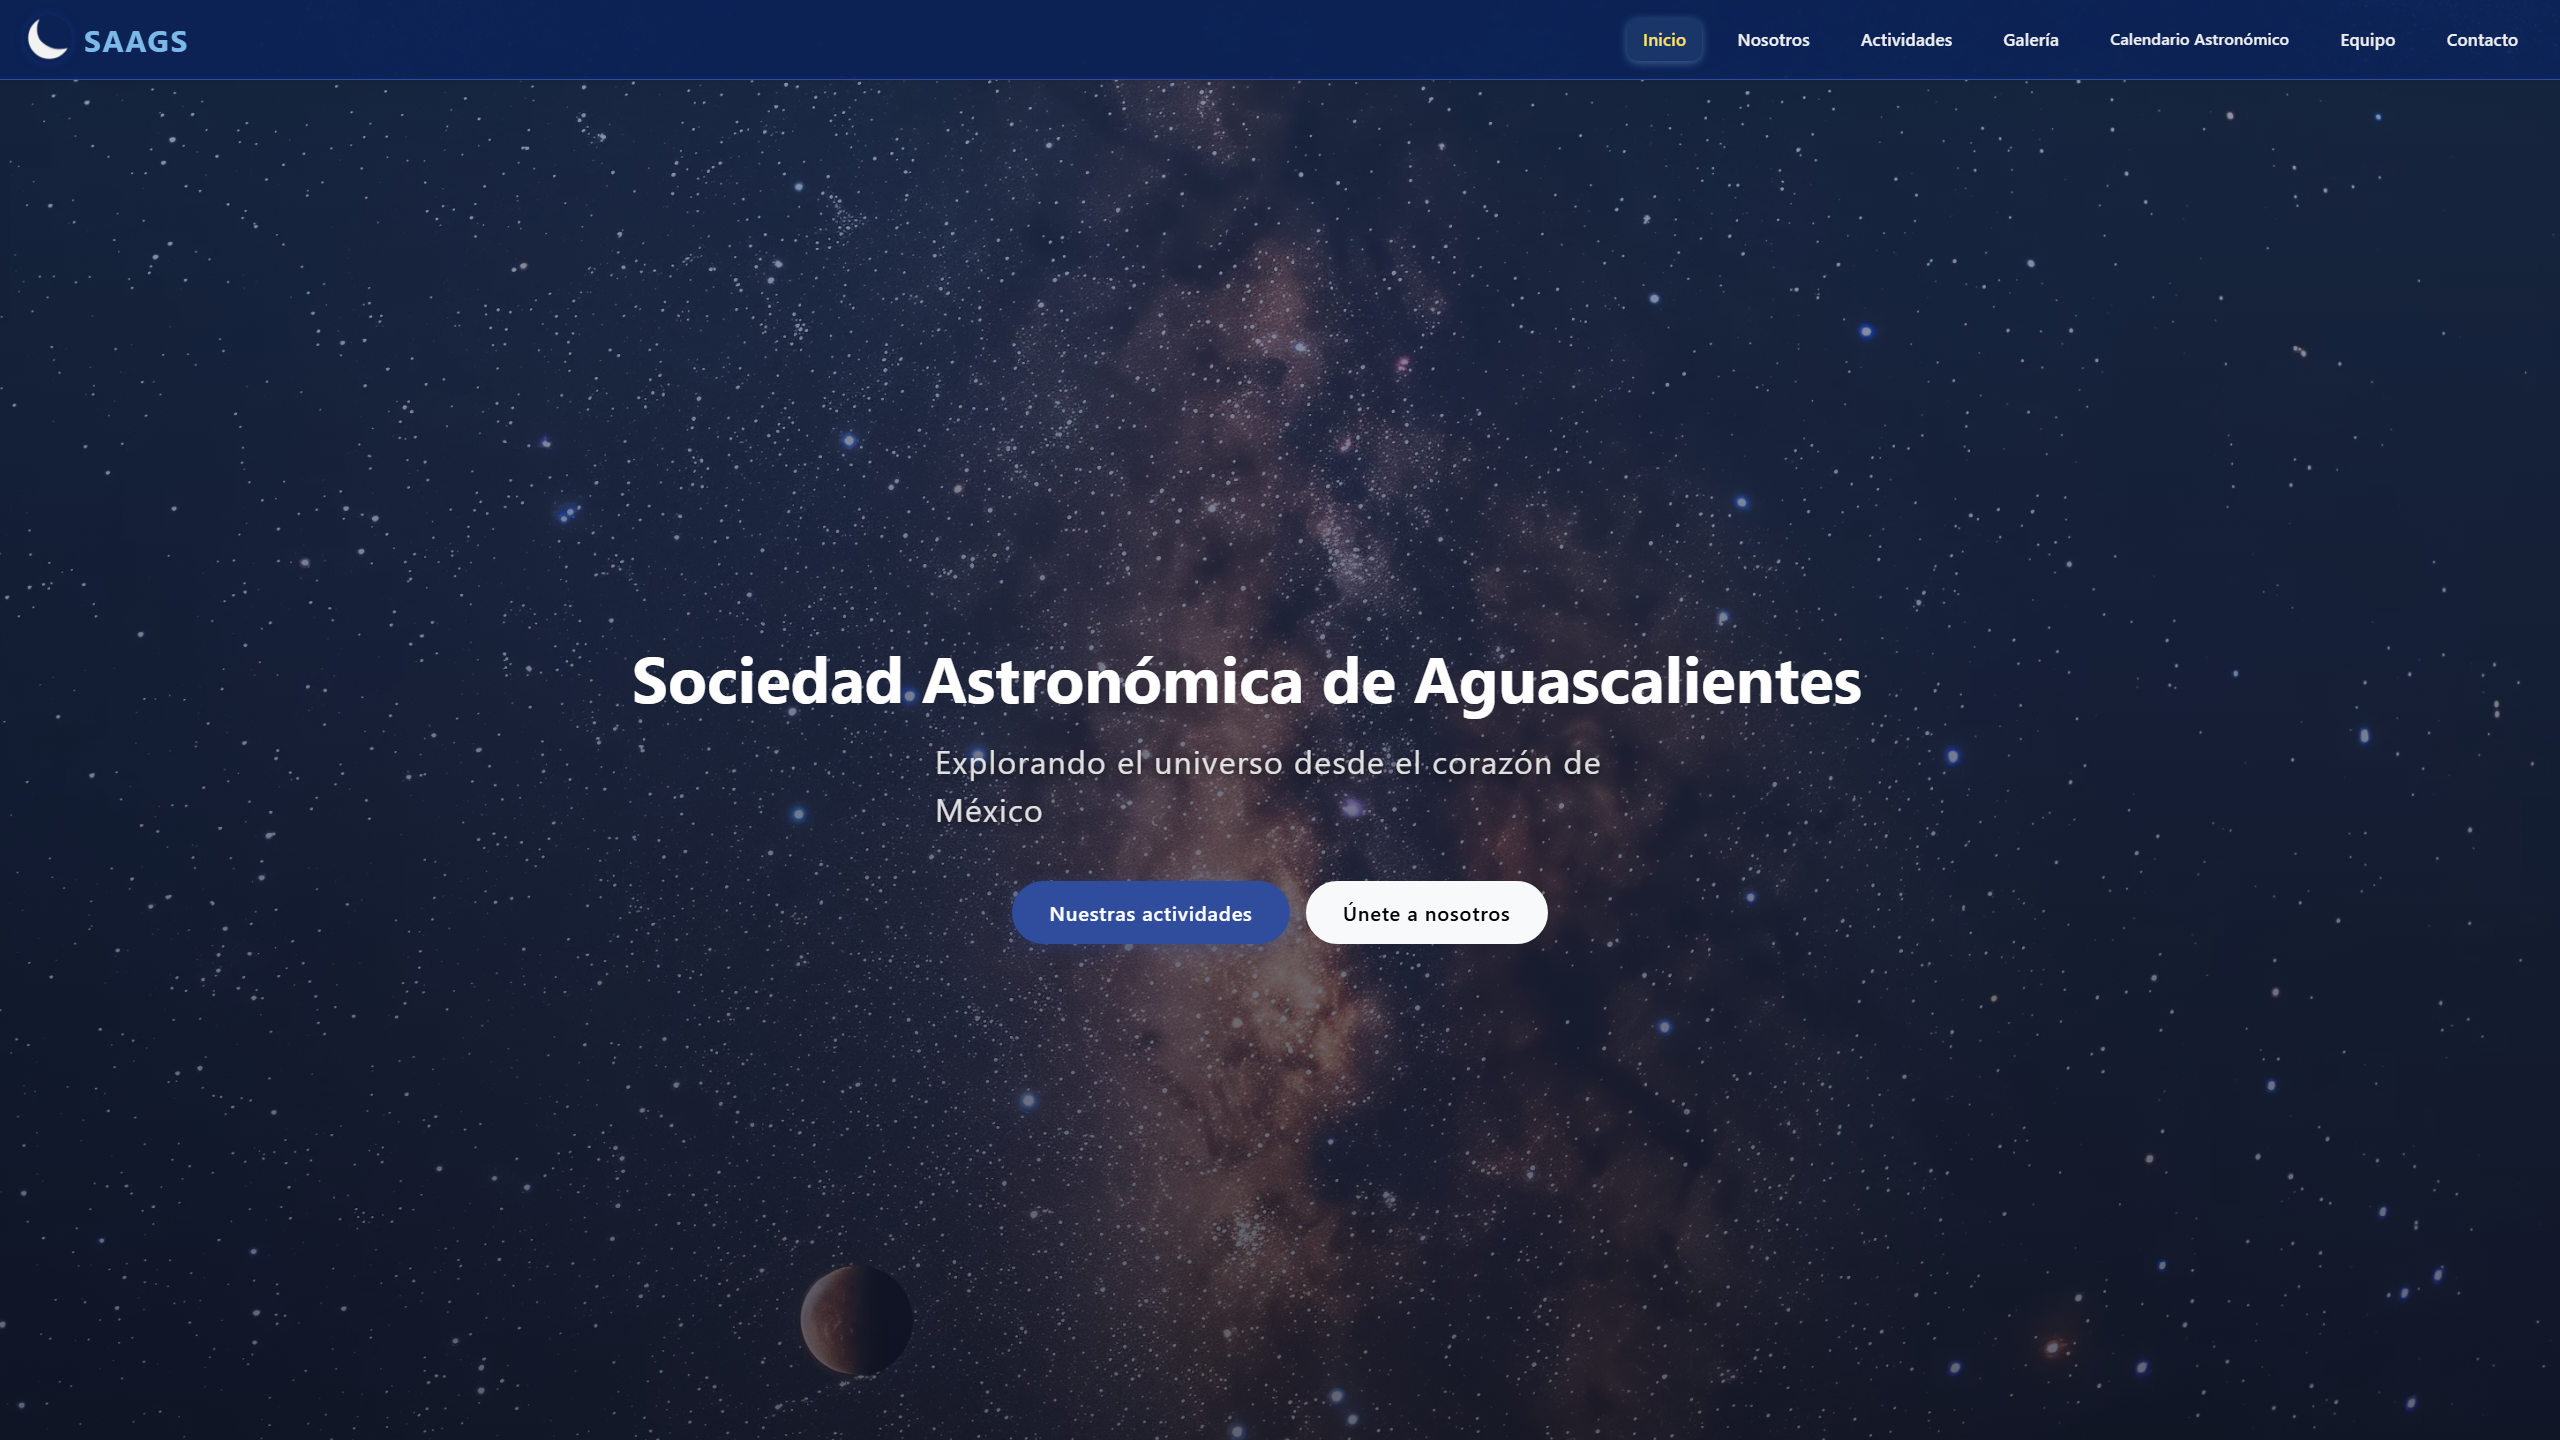 SAAGS
Inicio
Nosotros
Actividades
Galería
Calendario Astronómico
Equipo
Contacto
Sociedad Astronómica de Aguascalientes
Explorando el universo desde el corazón de
México
Nuestras actividades
Únete a nosotros